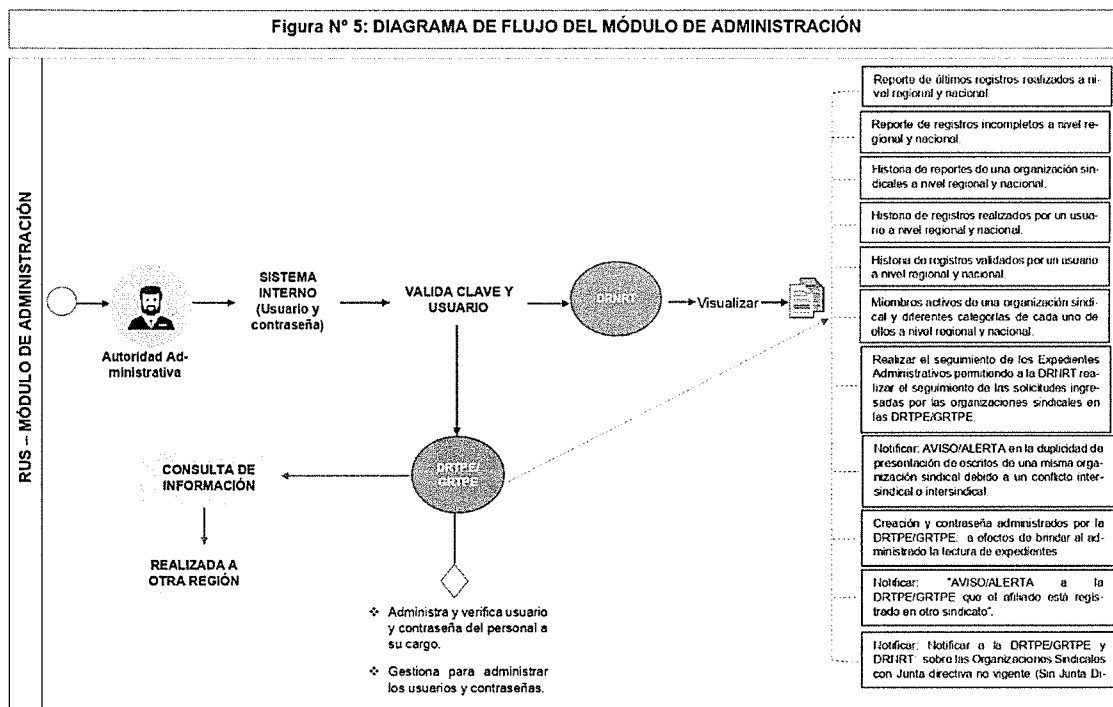 Figura N° 5: DIAGRAMA DE FLUJO DEL MÓDULO DE ADMINISTRACIÓN
RUS – MÓDULO DE ADMINISTRACIÓN
Autoridad Ad-
ministrativa
SISTEMA
INTERNO
(Usuario y
contraseña)
VALIDA CLAVE Y
USUARIO
DRNRT
Visualizar
DRTPE/
GRTPE
CONSULTA DE
INFORMACIÓN
REALIZADA A
OTRA REGIÓN
❖ Administra y verifica usuario
y contraseña del personal a
su cargo.
❖ Gestiona para administrar
los usuarios y contraseñas.
Reporte de últimos registros realizados a ni-
vel regional y nacional.
Reporte de registros incompletos a nivel re-
gional y nacional.
Historia de reportes de una organización sin-
dicales a nivel regional y nacional.
Historia de registros realizados por un usua-
rio a nivel regional y nacional.
Historia de registros validados por un usuario
a nivel regional y nacional.
Miembros activos de una organización sindi-
cal y diferentes categorías de cada uno de
ellos a nivel regional y nacional.
Realizar el seguimiento de los Expedientes
Administrativos permitiendo a la DRNRT rea-
lizar el seguimiento de las solicitudes ingre-
sadas por las organizaciones sindicales en
las DRTPE/GRTPE.
Notificar: AVISO/ALERTA en la duplicidad de
presentación de escritos de una misma orga-
nización sindical debido a un conflicto inter-
sindical o intersindical.
Creación y contraseña administrados por la
DRTPE/GRTPE: a efectos de brindar al ad-
ministrado la lectura de expedientes
Notificar: "AVISO/ALERTA a la
DRTPE/GRTPE que el afiliado está regis-
trado en otro sindicato".
Notificar: Notificar a la DRTPE/GRTPE y
DRNRT sobre las Organizaciones Sindicales
con Junta directiva no vigente (Sin Junta Di-